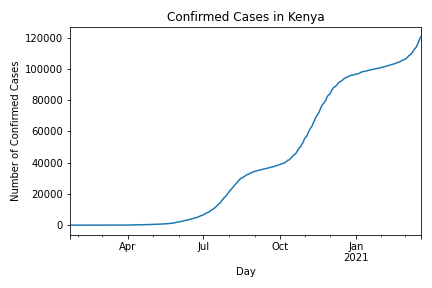 Confirmed Cases in Kenya
Number of Confirmed Cases
120000
100000
80000
60000
40000
20000
0
Apr
Jul
Oct
Jan
2021
Day